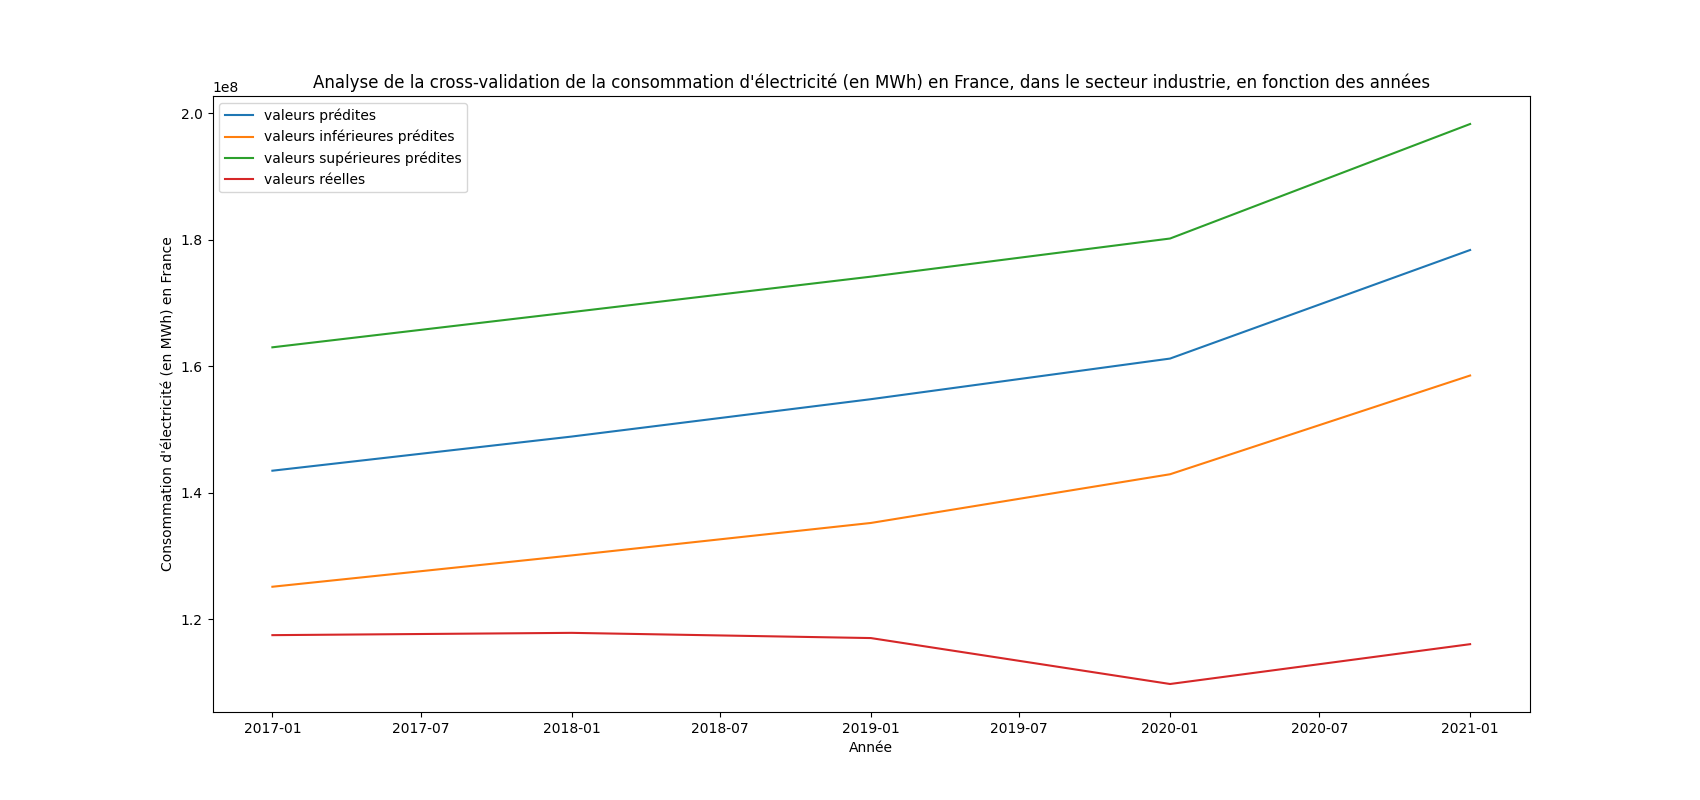 Analyse de la cross-validation de la consommation d'électricité (en MWh) en France, dans le secteur industrie, en fonction des années
1e8
valeurs prédites
valeurs inférieures prédites
valeurs supérieures prédites
valeurs réelles
2.0
1.8
1.6
1.4
1.2
Consommation d'électricité (en MWh) en France
2017-01
2017-07
2018-01
2018-07
2019-01
2019-07
2020-01
2020-07
2021-01
Année